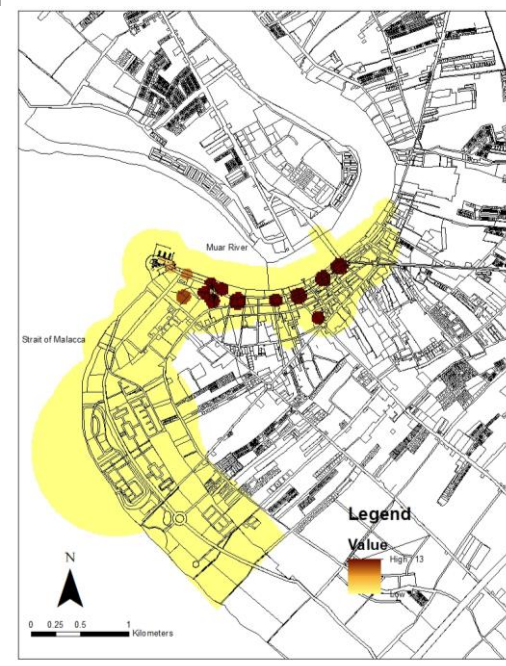 Muar River
Strait of Malacca
Legend
Value
High : 13
Low
N
0 0.25 0.5 1
Kilometers